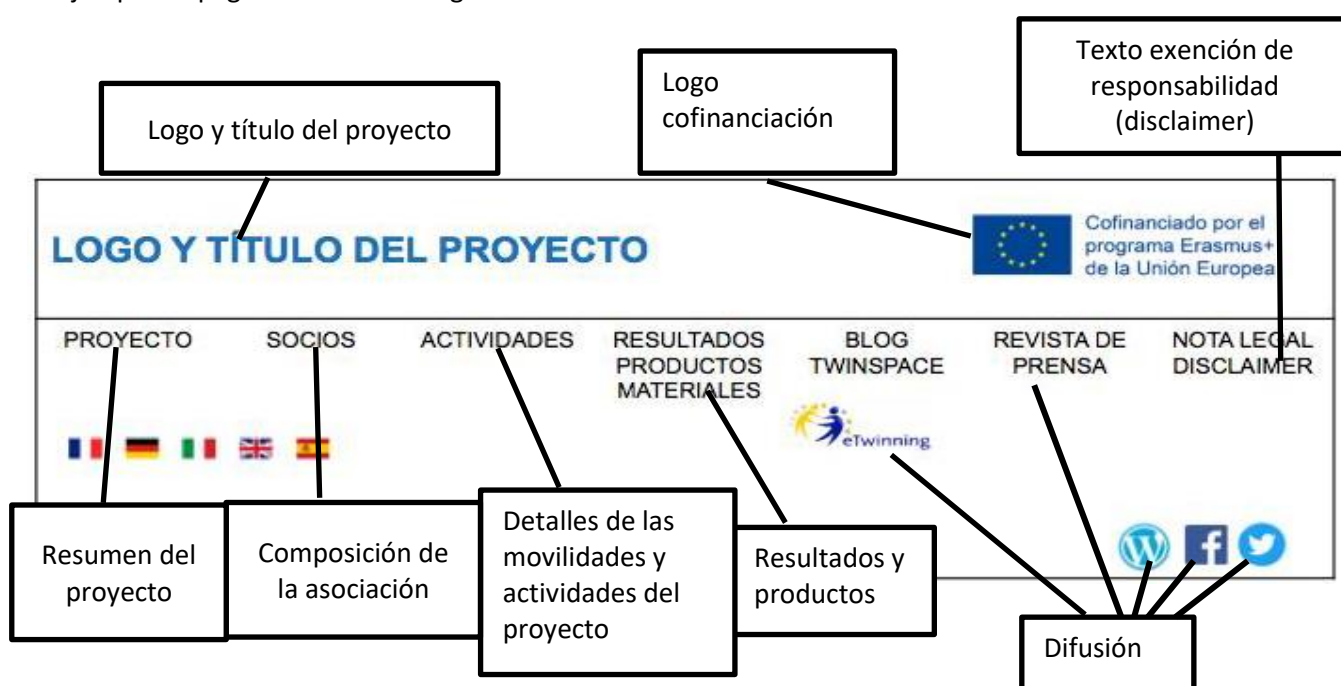 Logo y título del proyecto
Logo
cofinanciación
Texto exención de
responsabilidad
(disclaimer)
LOGO Y TÍTULO DEL PROYECTO
Cofinanciado por el
programa Erasmus+
de la Unión Europea
PROYECTO
SOCIOS
ACTIVIDADES
RESULTADOS
PRODUCTOS
MATERIALES
BLOG
TWINSPACE
REVISTA DE
PRENSA
NOTA LEGAL
DISCLAIMER
eTwinning
Resumen del
proyecto
Composición de
la asociación
Detalles de las
movilidades y
actividades del
proyecto
Resultados y
productos
Difusión